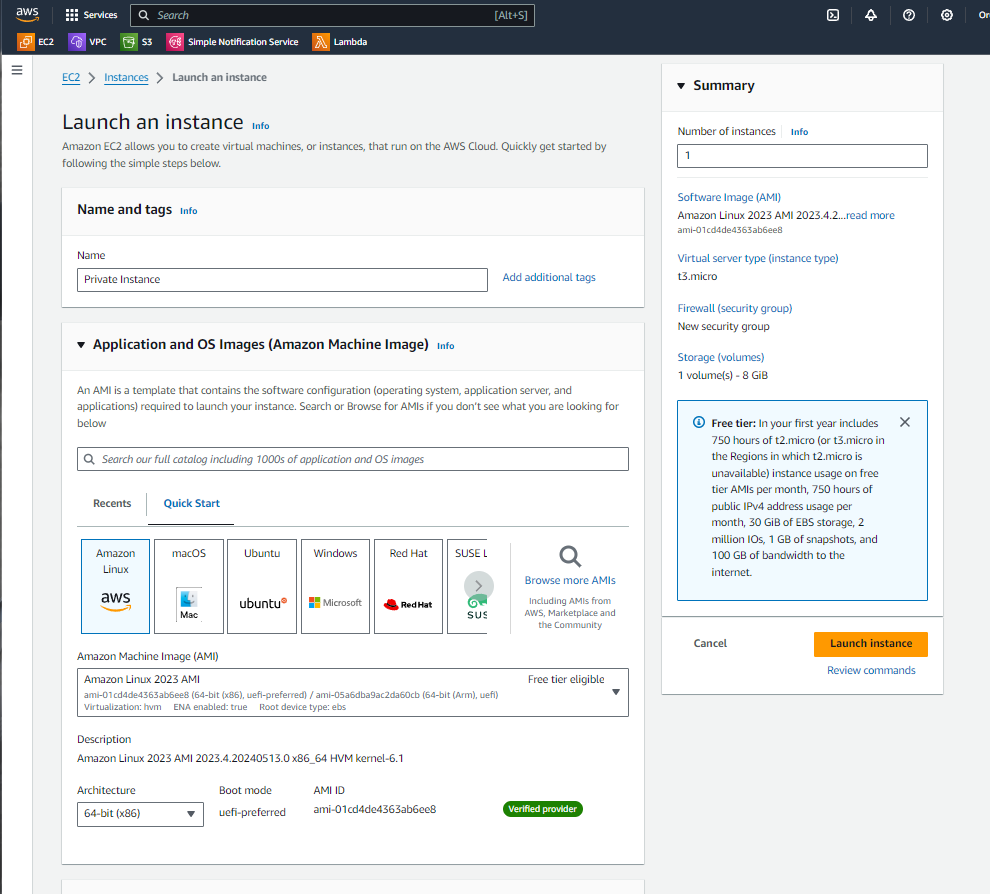 aws
Services
Search [Alt+S]
EC2 VPC S3 Simple Notification Service Lambda
EC2 > Instances > Launch an instance
Launch an instance Info
Amazon EC2 allows you to create virtual machines, or instances, that run on the AWS Cloud. Quickly get started by
following the simple steps below.
Name and tags Info
Name
Private Instance
Add additional tags
Application and OS Images (Amazon Machine Image) Info
An AMI is a template that contains the software configuration (operating system, application server, and
applications) required to launch your instance. Search or Browse for AMIs if you don't see what you are looking for
below
Search our full catalog including 1000s of application and OS images
Recents
Quick Start
Amazon
Linux
aws
macOS
Mac
Ubuntu
ubuntu
Windows
Microsoft
Red Hat
Red Hat
SUSE L
SUS
Browse more AMIs
Including AMIs from
AWS, Marketplace and
the Community
Amazon Machine Image (AMI)
Amazon Linux 2023 AMI
Free tier eligible
ami-01cd4de4363ab6ee8 (64-bit (x86), uefi-preferred) / ami-05a6dba9ac2da60cb (64-bit (Arm), uefi)
Virtualization: hvm ENA enabled: true Root device type: ebs
Description
Amazon Linux 2023 AMI 2023.4.20240513.0 x86_64 HVM kernel-6.1
Architecture
64-bit (x86)
Boot mode
uefi-preferred
AMI ID
ami-01cd4de4363ab6ee8
Verified provider
Summary
Number of instances Info
1
Software Image (AMI)
Amazon Linux 2023 AMI 2023.4.2...read more
ami-01cd4de4363ab6ee8
Virtual server type (instance type)
t3.micro
Firewall (security group)
New security group
Storage (volumes)
1 volume(s) - 8 GiB
Free tier: In your first year includes
750 hours of t2.micro (or t3.micro in
the Regions in which t2.micro is
unavailable) instance usage on free
tier AMIs per month, 750 hours of
public IPv4 address usage per
month, 30 GiB of EBS storage, 2
million IOs, 1 GB of snapshots, and
100 GB of bandwidth to the
internet.
Cancel
Launch instance
Review commands